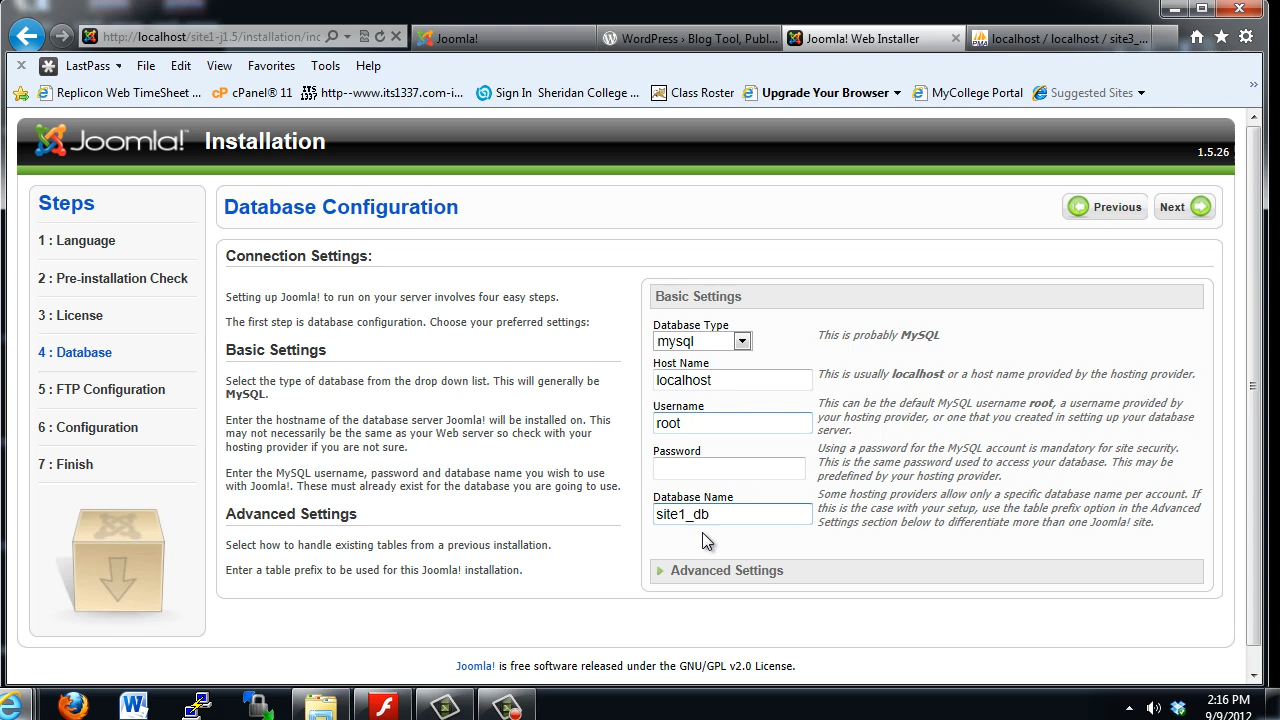 http://localhost/site1-j1.5/installation/inc
Joomla!
WordPress › Blog Tool, Publ...
Joomla! Web Installer
localhost / localhost / site3_...
LastPass
File
Edit
View
Favorites
Tools
Help
Replicon Web TimeSheet ...
cPanel® 11
http--www.its1337.com-i...
Sign In Sheridan College ...
Class Roster
Upgrade Your Browser
MyCollege Portal
Suggested Sites
Joomla!
Installation
1.5.26
Steps
1 : Language
2 : Pre-installation Check
3 : License
4 : Database
5 : FTP Configuration
6 : Configuration
7 : Finish
Database Configuration
Previous
Next
Connection Settings:
Setting up Joomla! to run on your server involves four easy steps.
The first step is database configuration. Choose your preferred settings:
Basic Settings
Select the type of database from the drop down list. This will generally be
MySQL.
Enter the hostname of the database server Joomla! will be installed on. This
may not necessarily be the same as your Web server so check with your
hosting provider if you are not sure.
Enter the MySQL username, password and database name you wish to use
with Joomla!. These must already exist for the database you are going to use.
Advanced Settings
Select how to handle existing tables from a previous installation.
Enter a table prefix to be used for this Joomla! installation.
Basic Settings
Database Type
mysql
This is probably MySQL
Host Name
localhost
This is usually localhost or a host name provided by the hosting provider.
Username
root
This can be the default MySQL username root, a username provided by
your hosting provider, or one that you created in setting up your database
server.
Password
Using a password for the MySQL account is mandatory for site security.
This is the same password used to access your database. This may be
predefined by your hosting provider.
Database Name
site1_db
Some hosting providers allow only a specific database name per account. If
this is the case with your setup, use the table prefix option in the Advanced
Settings section below to differentiate more than one Joomla! site.
Advanced Settings
Joomla! is free software released under the GNU/GPL v2.0 License.
2:16 PM
9/9/2012